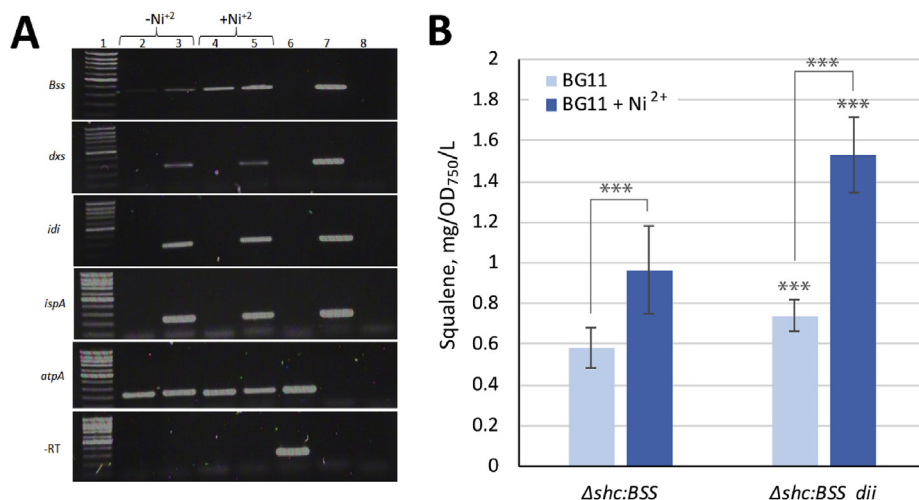 A
-Ni+2 +Ni+2
1 2 3 4 5 6 7 8
Bss
dxs
idi
ispA
atpA
-RT
B
Squalene, mg/OD750/L
2
1.8
1.6
1.4
1.2
1
0.8
0.6
0.4
0.2
0
BG11
BG11 + Ni 2+
***
***
***
***
Δshc:BSS
Δshc:BSS_dii